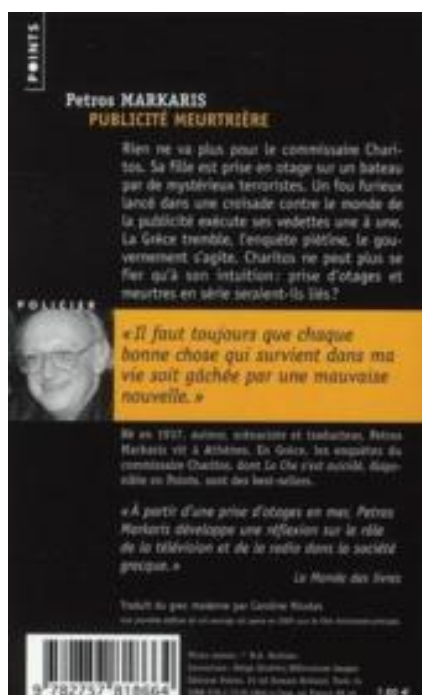 POINTS
Petros MARKARIS
PUBLICITÉ MEURTRIÈRE
Rien ne va plus pour le commissaire Chari-
tos. Sa fille est prise en otage sur un bateau
par de mystérieux terroristes. Un fou furieux
lancé dans une croisade contre le monde de
la publicité exécute ses vedettes une à une.
La Grèce tremble, l'enquête piétine, le gou-
vernement s'agite. Charitos ne peut plus se
fier qu'à son intuition : prise d'otages et
meurtres en série seraient-ils liés ?
POLICIER
« Il faut toujours que chaque
bonne chose qui survient dans ma
vie soit gâchée par une mauvaise
nouvelle. »
Né en 1937, auteur, scénariste et traducteur, Petros
Markaris vit à Athènes. En Grèce, les enquêtes du
commissaire Charitos, dont Le Che s'est suicidé, dispo-
nible en Points, sont des best-sellers.
« À partir d'une prise d'otages en mer, Petros
Markaris développe une réflexion sur le rôle
de la télévision et de la radio dans la société
grecque. »
Le Monde des livres
Traduit du grec moderne par Caroline Nicolas
9 782757 818664